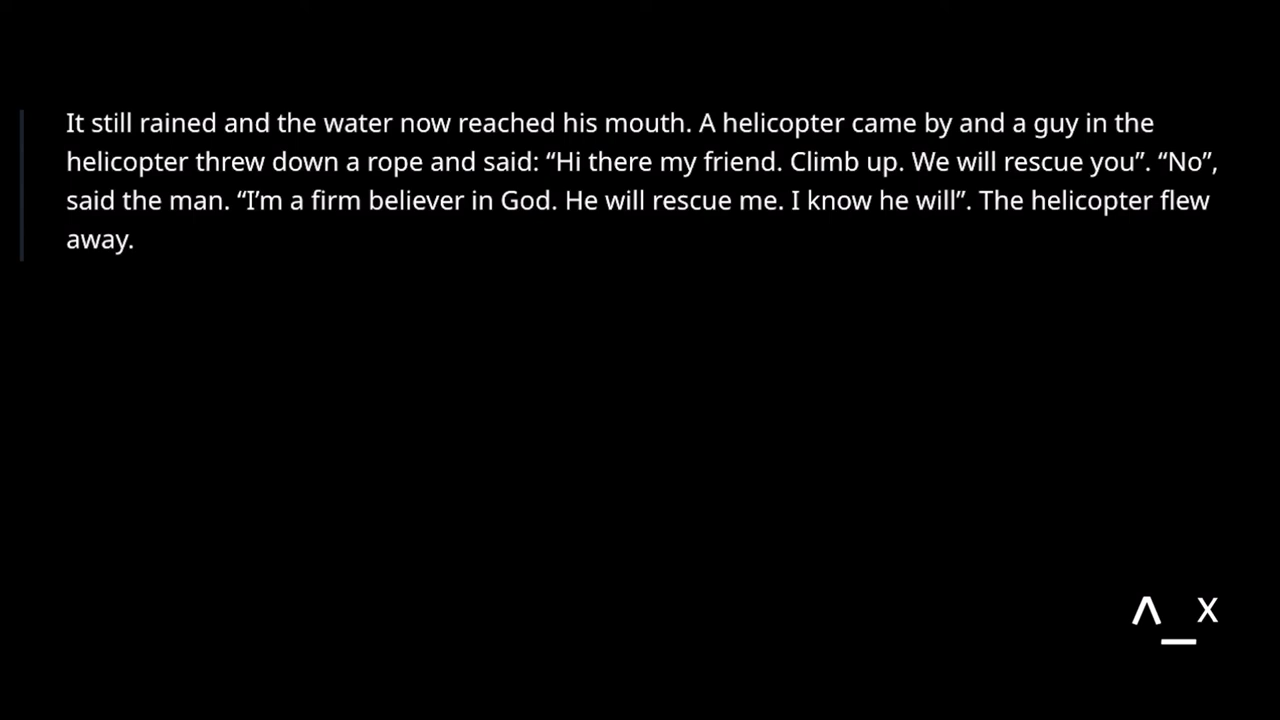 It still rained and the water now reached his mouth. A helicopter came by and a guy in the
helicopter threw down a rope and said: “Hi there my friend. Climb up. We will rescue you”. “No”,
said the man. “I’m a firm believer in God. He will rescue me. I know he will”. The helicopter flew
away.
^_x